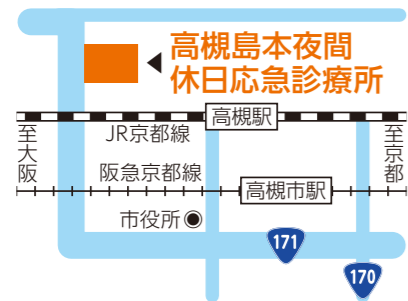 高槻島本夜間
休日応急診療所
高槻駅
JR京都線
至大阪
至京都
阪急京都線
高槻市駅
市役所
171
170